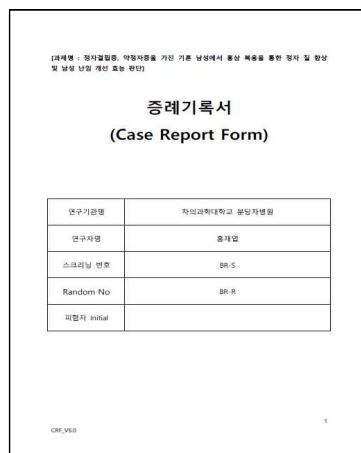 [과제명 : 정자결핍증, 약정자증을 가진 기혼 남성에서 홍삼 복용을 통한 정자 질 향상
및 남성 난임 개선 효능 판단]
증례기록서
(Case Report Form)
연구기관명 차의과학대학교 분당차병원
연구자명 홍재엽
스크리닝 번호 BR-S
Random No BR-R
피험자 Initial
1
CRF_V5.0